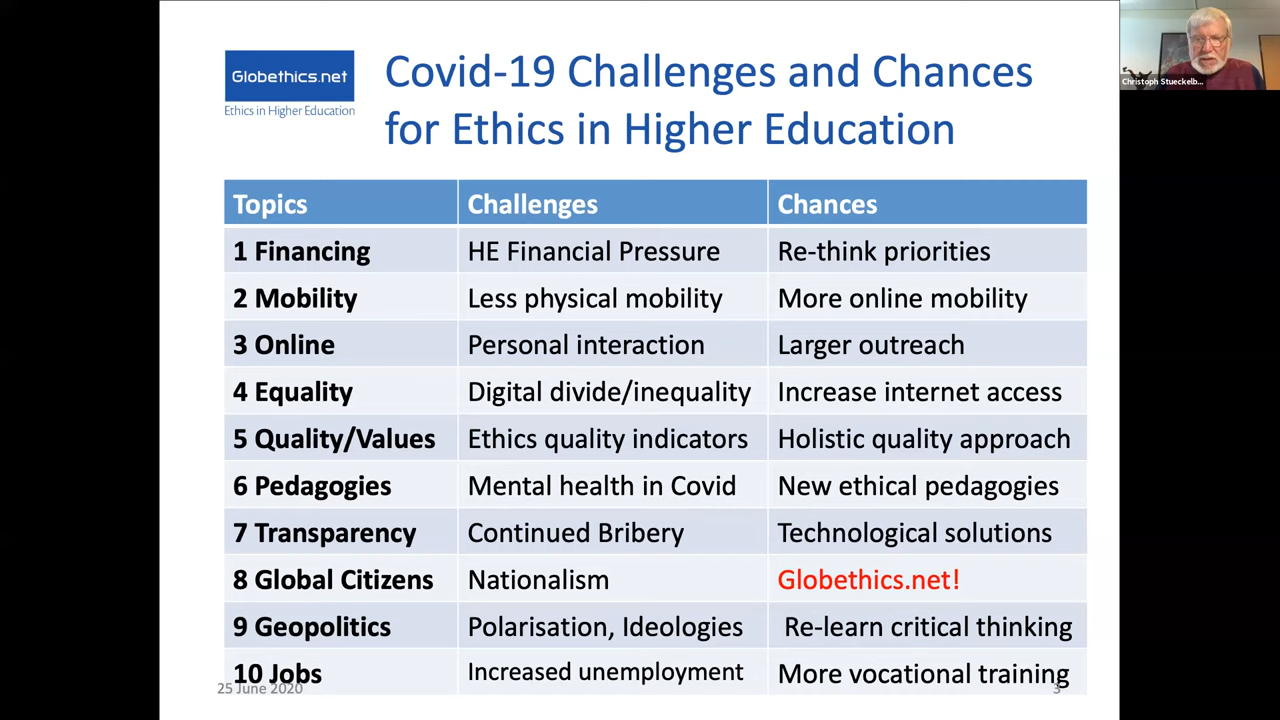 Globethics.net
Ethics in Higher Education
Covid-19 Challenges and Chances
for Ethics in Higher Education
Christoph Stueckelb...
Topics Challenges Chances
1 Financing HE Financial Pressure Re-think priorities
2 Mobility Less physical mobility More online mobility
3 Online Personal interaction Larger outreach
4 Equality Digital divide/inequality Increase internet access
5 Quality/Values Ethics quality indicators Holistic quality approach
6 Pedagogies Mental health in Covid New ethical pedagogies
7 Transparency Continued Bribery Technological solutions
8 Global Citizens Nationalism Globethics.net!
9 Geopolitics Polarisation, Ideologies Re-learn critical thinking
10 Jobs Increased unemployment More vocational training
25 June 2020 3